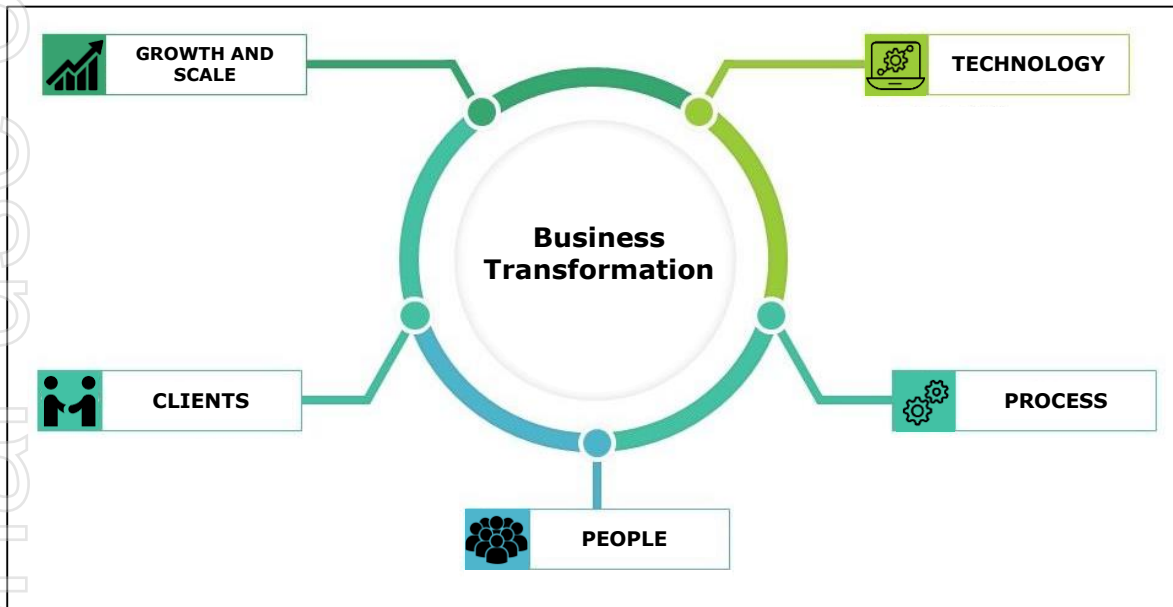 GROWTH AND
SCALE
TECHNOLOGY
Business
Transformation
CLIENTS
PROCESS
PEOPLE